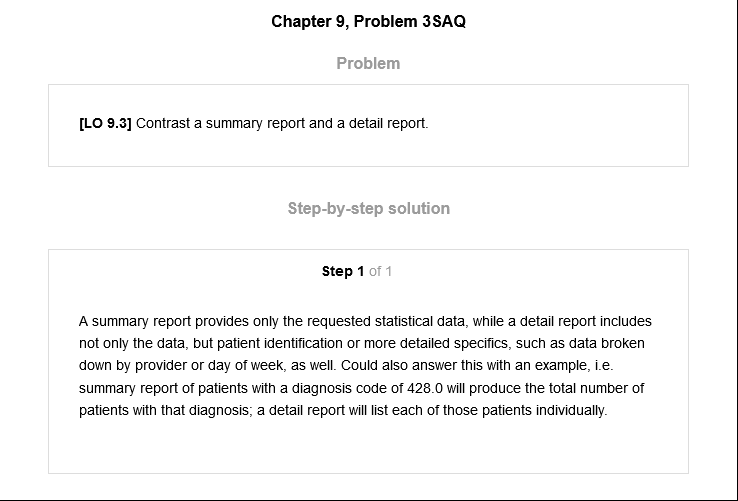 Chapter 9, Problem 3SAQ
Problem
[LO 9.3] Contrast a summary report and a detail report.
Step-by-step solution
Step 1 of 1
A summary report provides only the requested statistical data, while a detail report includes
not only the data, but patient identification or more detailed specifics, such as data broken
down by provider or day of week, as well. Could also answer this with an example, i.e.
summary report of patients with a diagnosis code of 428.0 will produce the total number of
patients with that diagnosis; a detail report will list each of those patients individually.